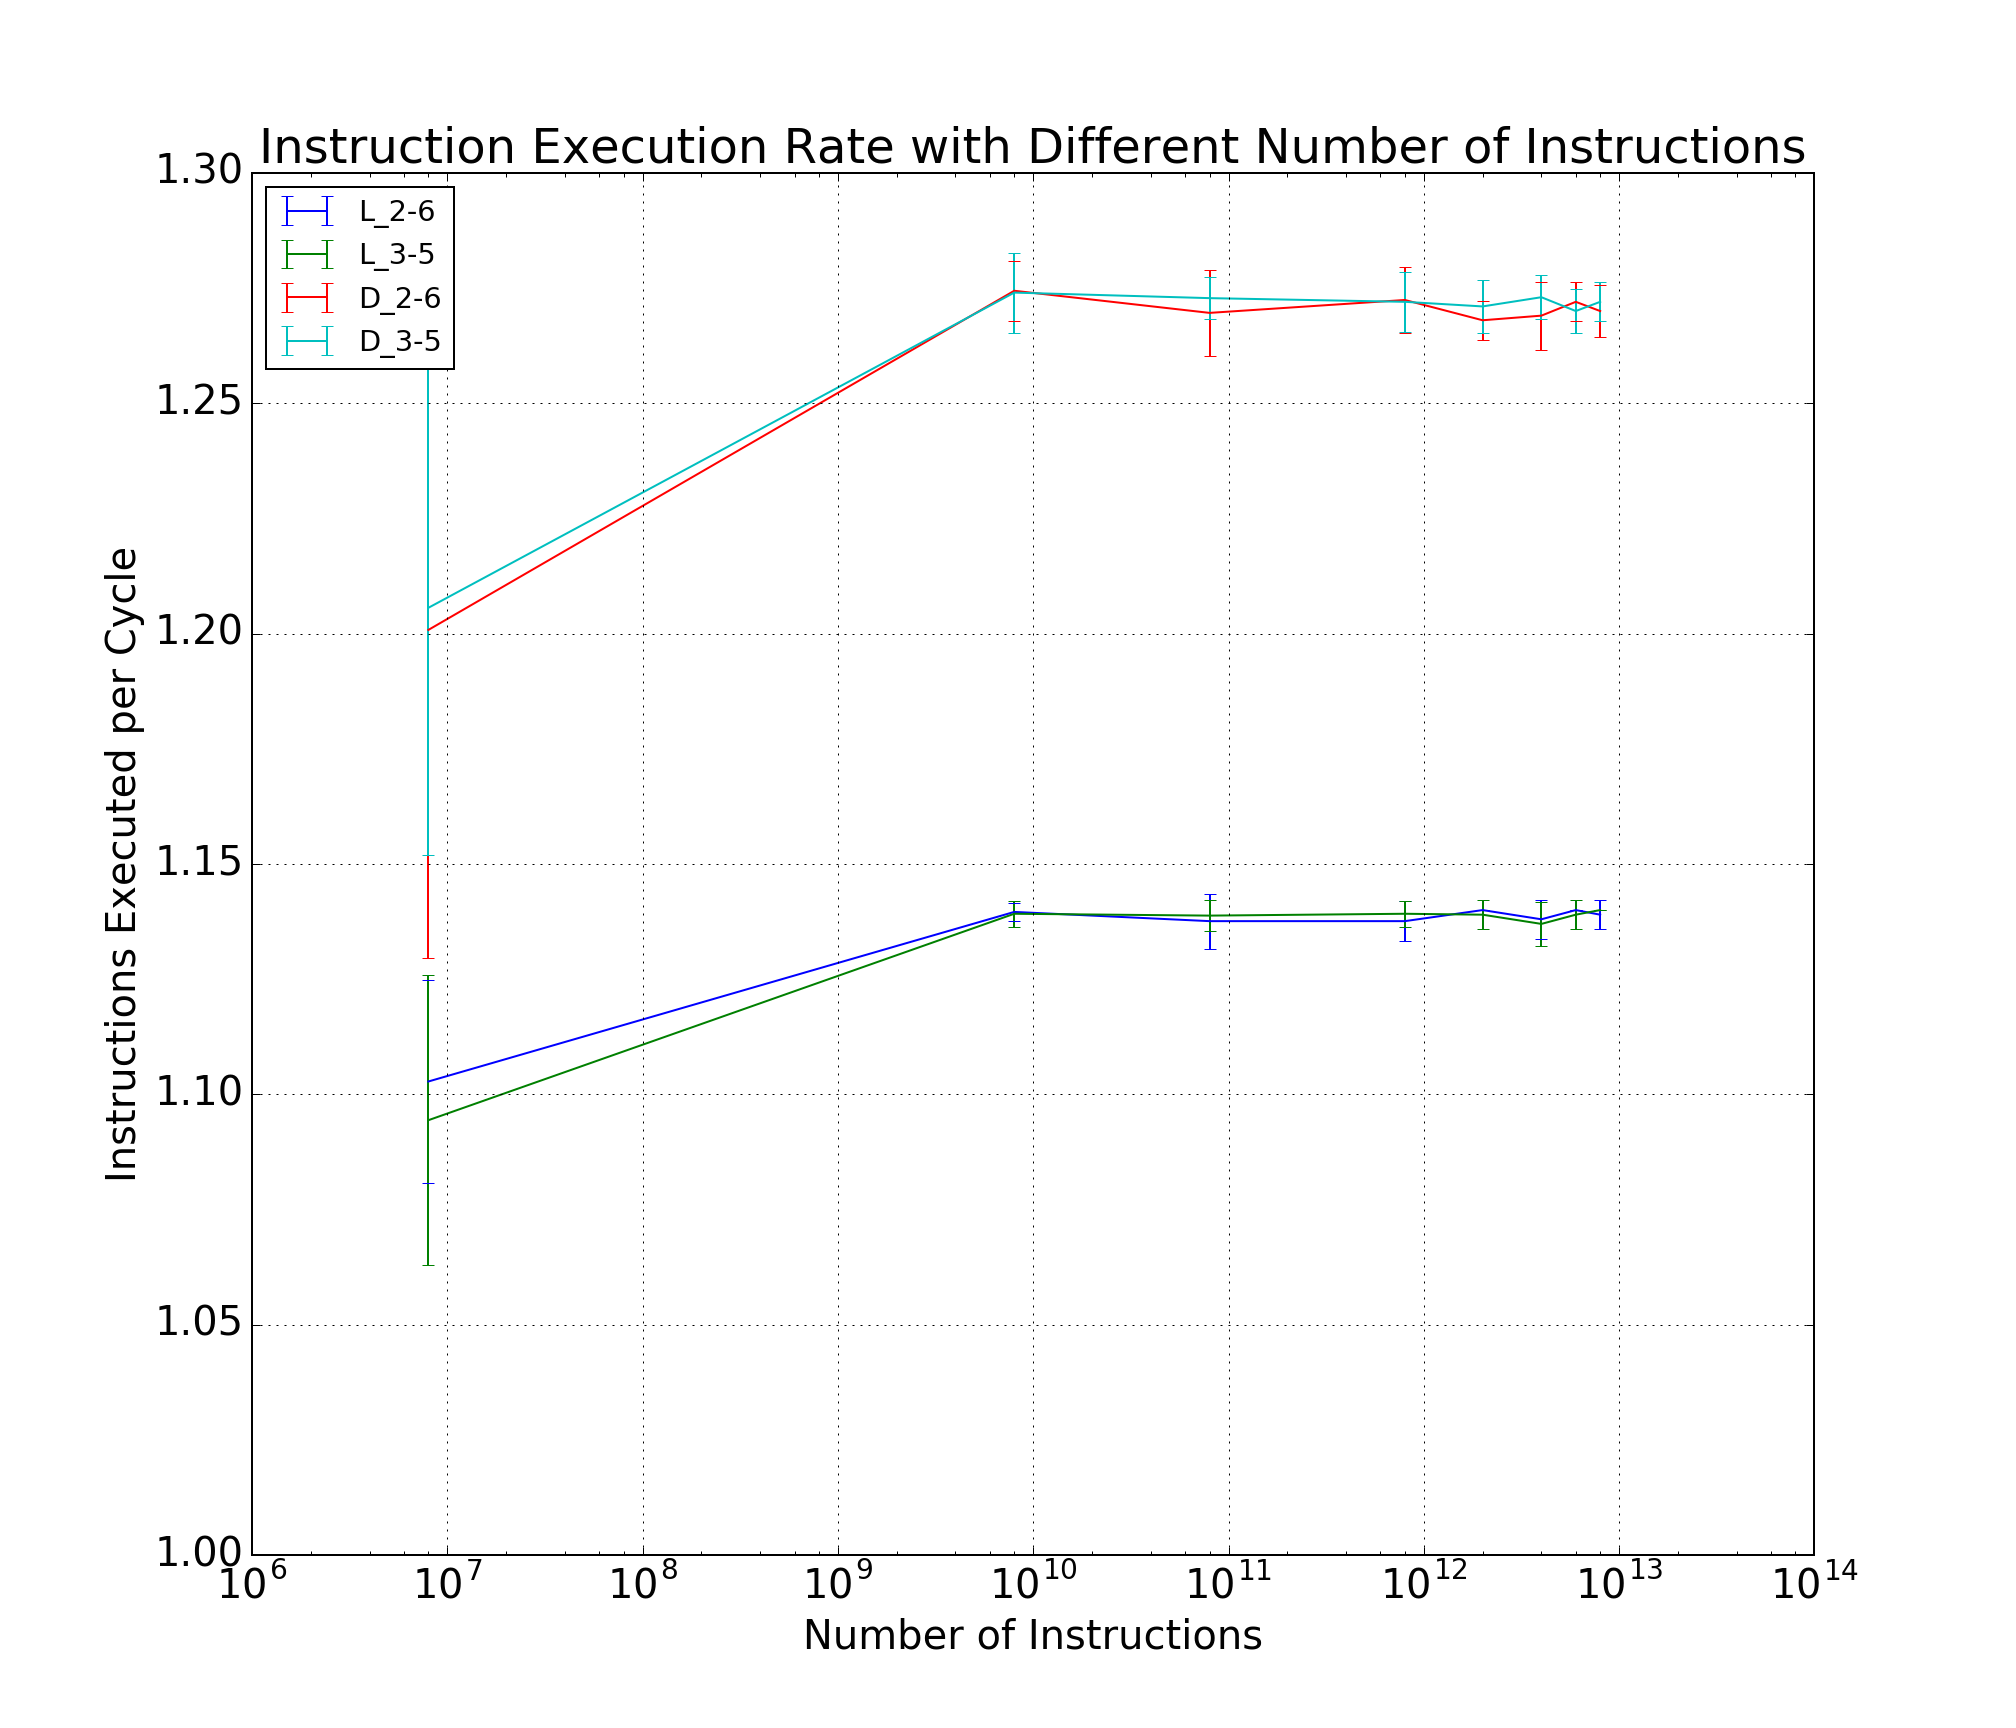 Instruction Execution Rate with Different Number of Instructions
1.30
L_2-6
L_3-5
D_2-6
D_3-5
1.25
1.20
1.15
1.10
1.05
1.00
Instructions Executed per Cycle
10^6 10^7 10^8 10^9 10^10 10^11 10^12 10^13 10^14
Number of Instructions